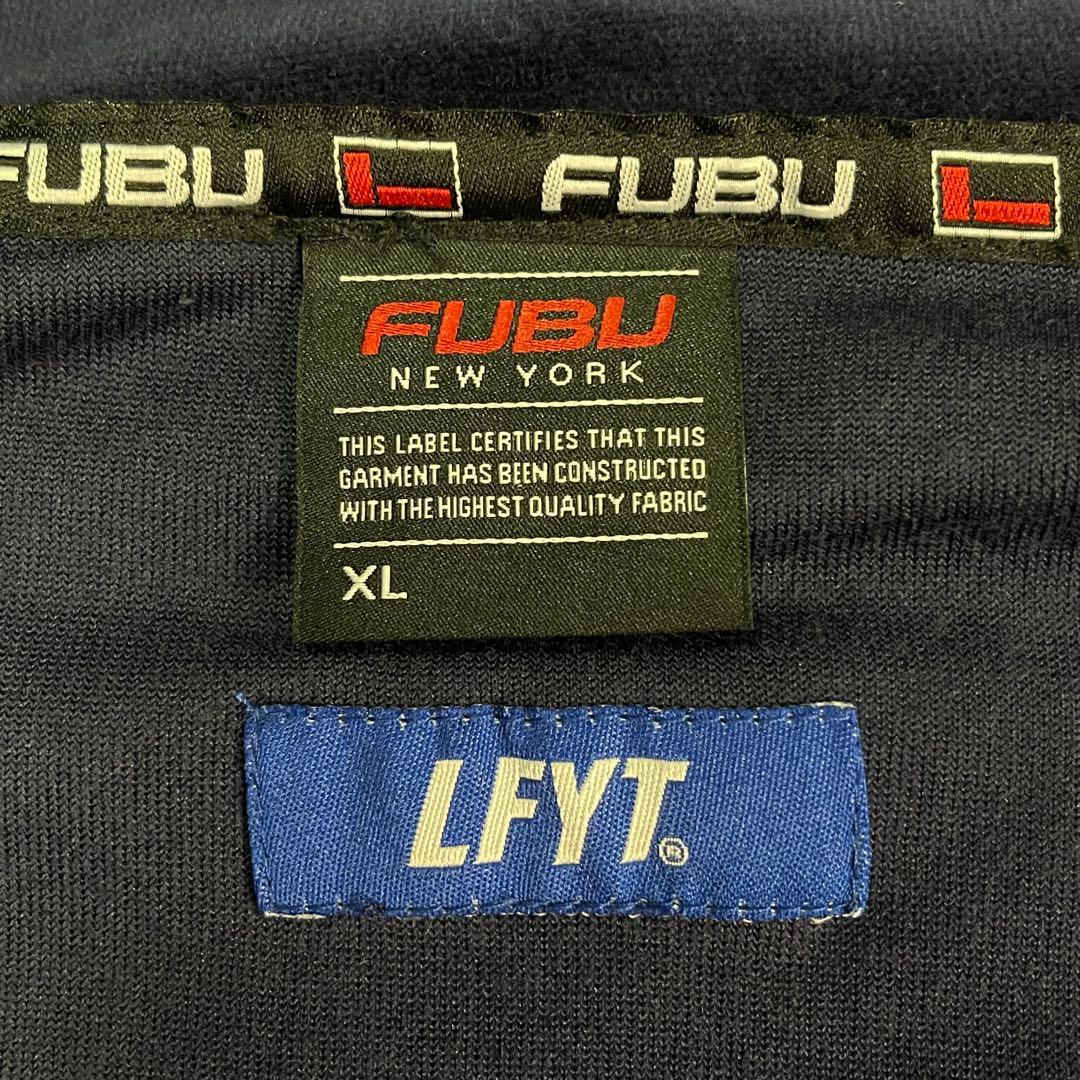 FUBU FUBU
FUBU
NEW YORK
THIS LABEL CERTIFIES THAT THIS
GARMENT HAS BEEN CONSTRUCTED
WITH THE HIGHEST QUALITY FABRIC
XL
LFYT®